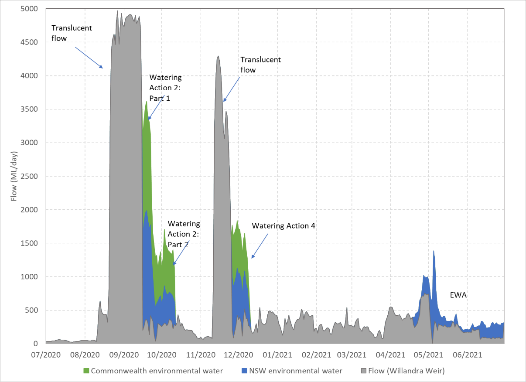 5000
4500
4000
3500
3000
2500
2000
1500
1000
500
0
Flow (ML/day)
Translucent
flow
Watering
Action 2:
Part 1
Translucent
flow
Watering
Action 2:
Part 2
Watering Action 4
EWA
07/2020 08/2020 09/2020 10/2020 11/2020 12/2020 01/2021 02/2021 03/2021 04/2021 05/2021 06/2021
Commonwealth environmental water NSW environmental water Flow (Willandra Weir)